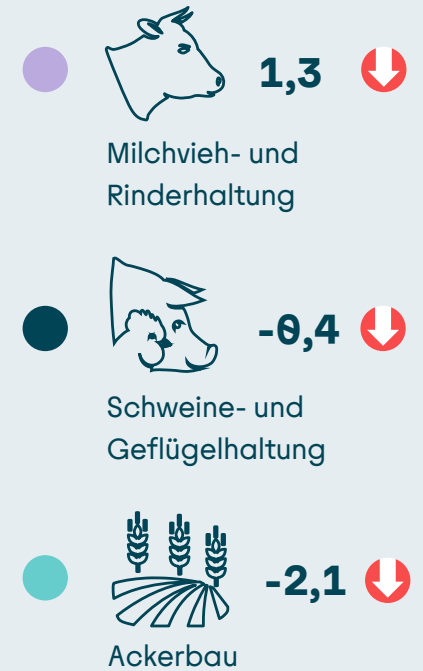 1,3
Milchvieh- und
Rinderhaltung
-0,4
Schweine- und
Geflügelhaltung
-2,1
Ackerbau